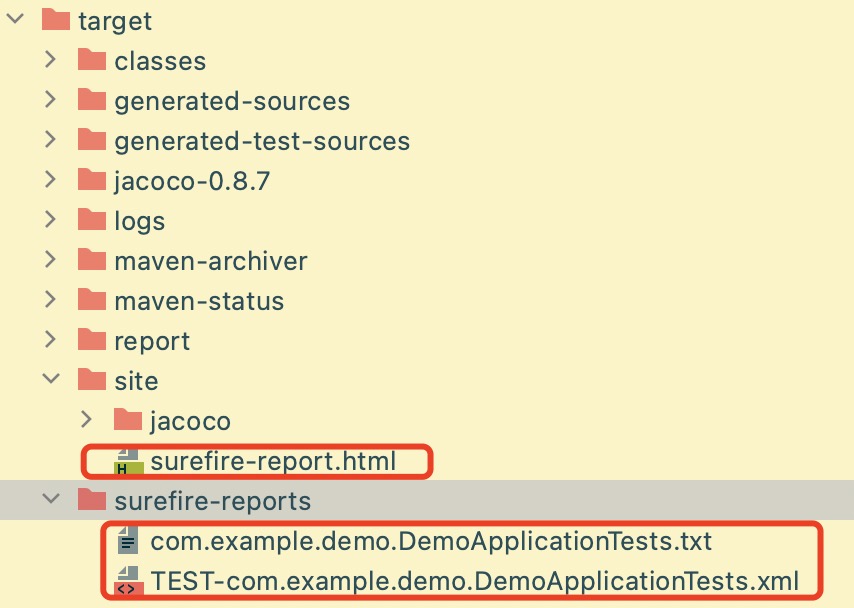 target
classes
generated-sources
generated-test-sources
jacoco-0.8.7
logs
maven-archiver
maven-status
report
site
jacoco
H surefire-report.html
surefire-reports
com.example.demo.DemoApplicationTests.txt
<> TEST-com.example.demo.DemoApplicationTests.xml